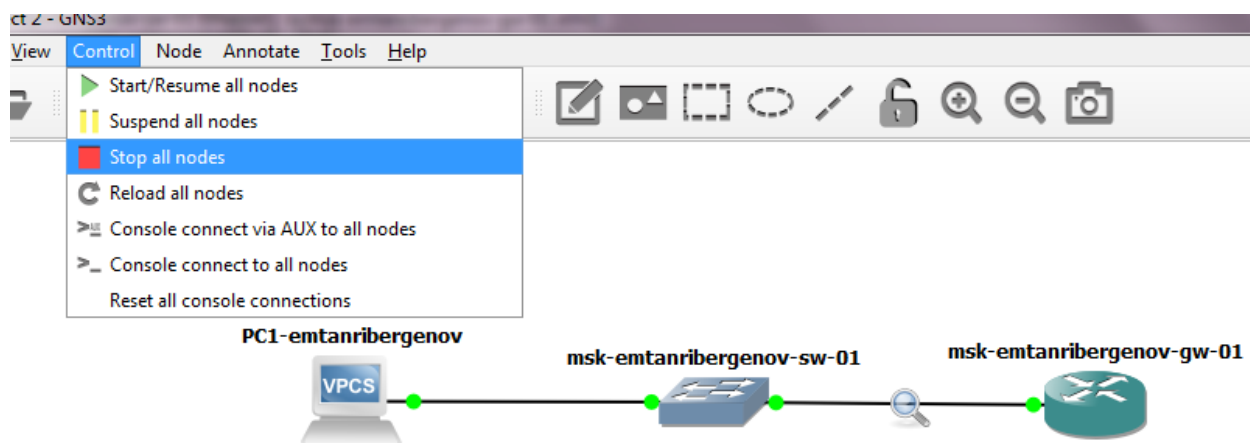 ct 2 - GNS3
View Control Node Annotate Tools Help
Start/Resume all nodes
Suspend all nodes
Stop all nodes
Reload all nodes
Console connect via AUX to all nodes
Console connect to all nodes
Reset all console connections
PC1-emtanribergenov
msk-emtanribergenov-sw-01
msk-emtanribergenov-gw-01
VPCS